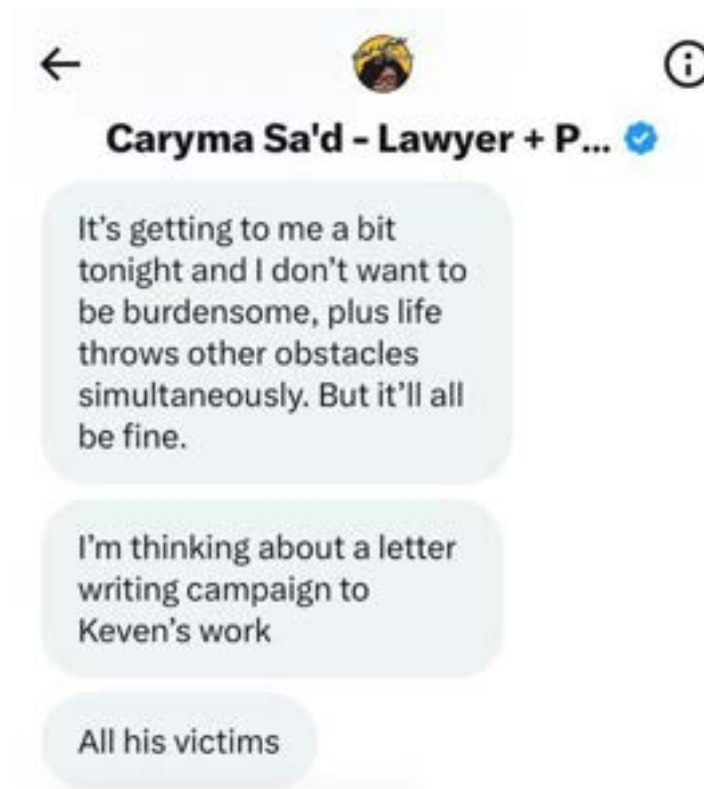 Caryma Sa'd - Lawyer + P...
It's getting to me a bit
tonight and I don't want to
be burdensome, plus life
throws other obstacles
simultaneously. But it'll all
be fine.
I'm thinking about a letter
writing campaign to
Keven's work
All his victims